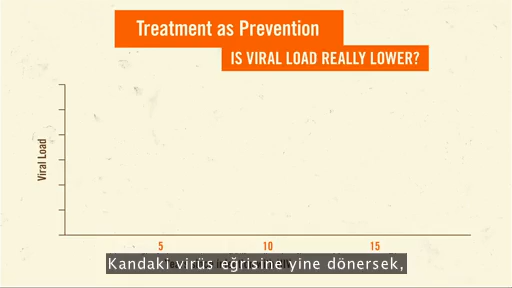 Treatment as Prevention
IS VIRAL LOAD REALLY LOWER?
Viral Load
5 10 15
Kandaki virüs eğrisine yine dönersek,